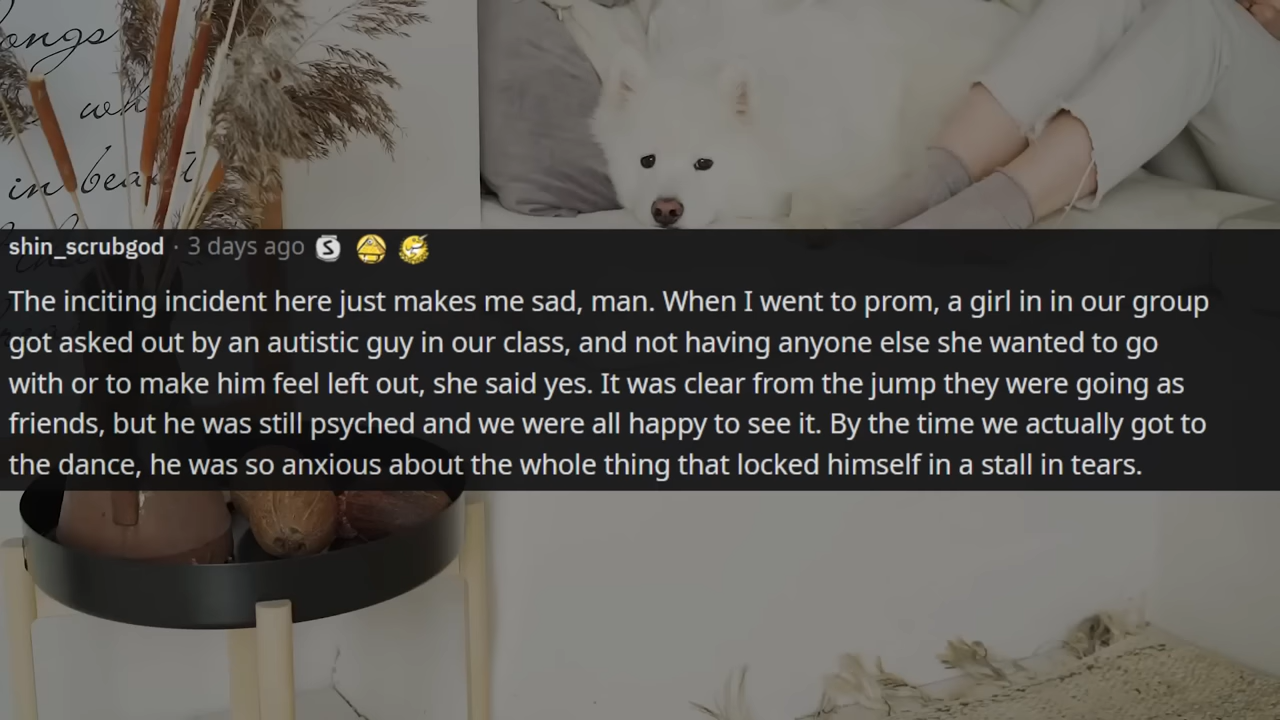 ongs
wh
in beaut
shin_scrubgod · 3 days ago
The inciting incident here just makes me sad, man. When I went to prom, a girl in in our group
got asked out by an autistic guy in our class, and not having anyone else she wanted to go
with or to make him feel left out, she said yes. It was clear from the jump they were going as
friends, but he was still psyched and we were all happy to see it. By the time we actually got to
the dance, he was so anxious about the whole thing that locked himself in a stall in tears.